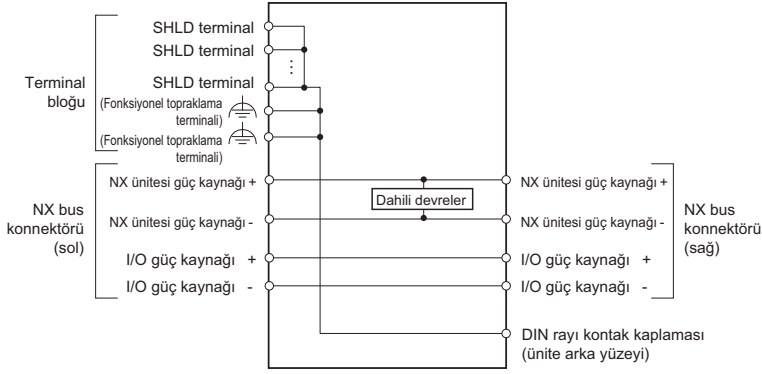 SHLD terminal
SHLD terminal
SHLD terminal
Terminal
bloğu
(Fonksiyonel topraklama
terminali)
(Fonksiyonel topraklama
terminali)
NX bus
konnektörü
(sol)
NX ünitesi güç kaynağı +
NX ünitesi güç kaynağı -
I/O güç kaynağı +
I/O güç kaynağı -
Dahili devreler
NX ünitesi güç kaynağı +
NX ünitesi güç kaynağı -
I/O güç kaynağı +
I/O güç kaynağı -
NX bus
konnektörü
(sağ)
DIN rayı kontak kaplaması
(ünite arka yüzeyi)